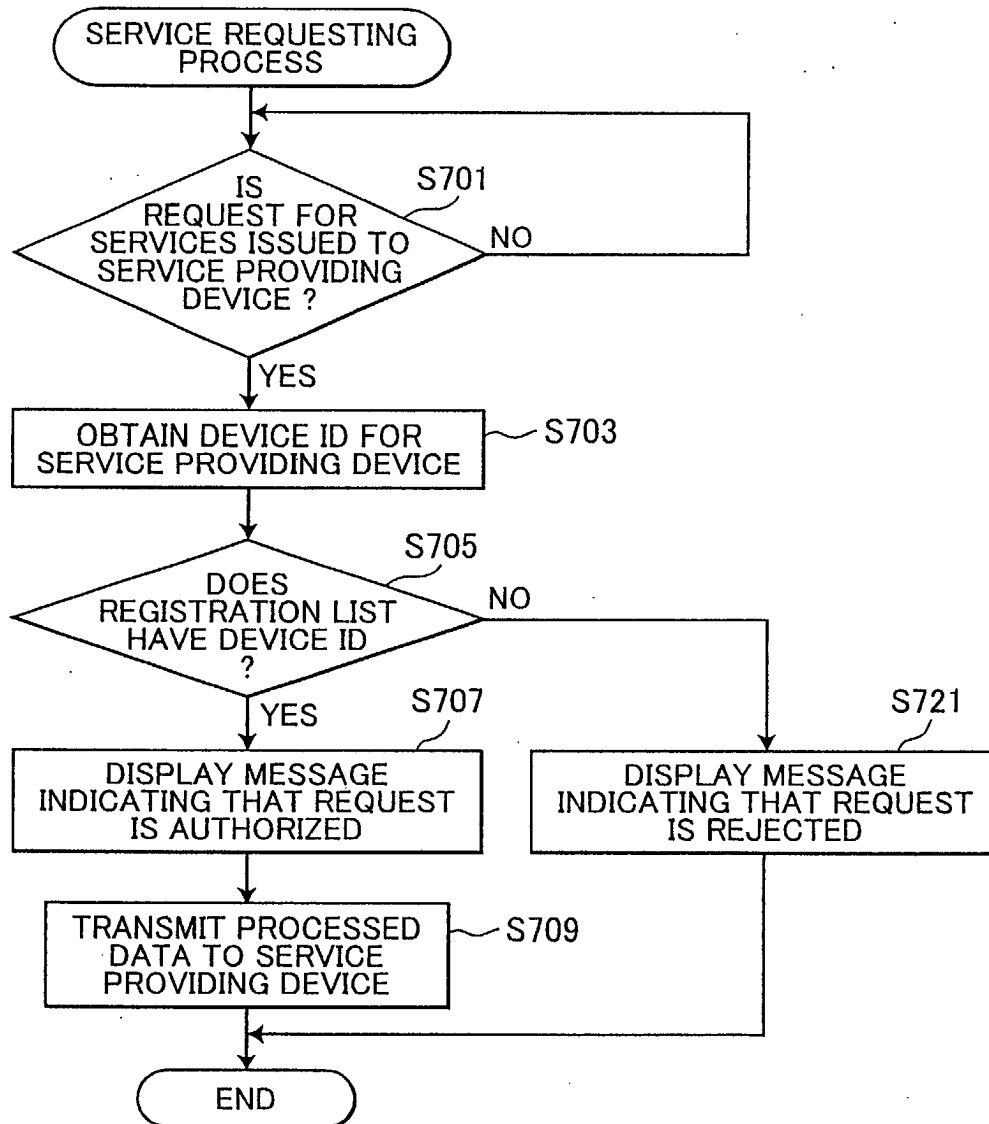 SERVICE REQUESTING
PROCESS
S701
IS
REQUEST FOR
SERVICES ISSUED TO
SERVICE PROVIDING
DEVICE ?
NO
YES
OBTAIN DEVICE ID FOR
SERVICE PROVIDING DEVICE
S703
S705
DOES
REGISTRATION LIST
HAVE DEVICE ID
?
NO
YES
S707
DISPLAY MESSAGE
INDICATING THAT REQUEST
IS AUTHORIZED
S721
DISPLAY MESSAGE
INDICATING THAT REQUEST
IS REJECTED
TRANSMIT PROCESSED
DATA TO SERVICE
PROVIDING DEVICE
S709
END